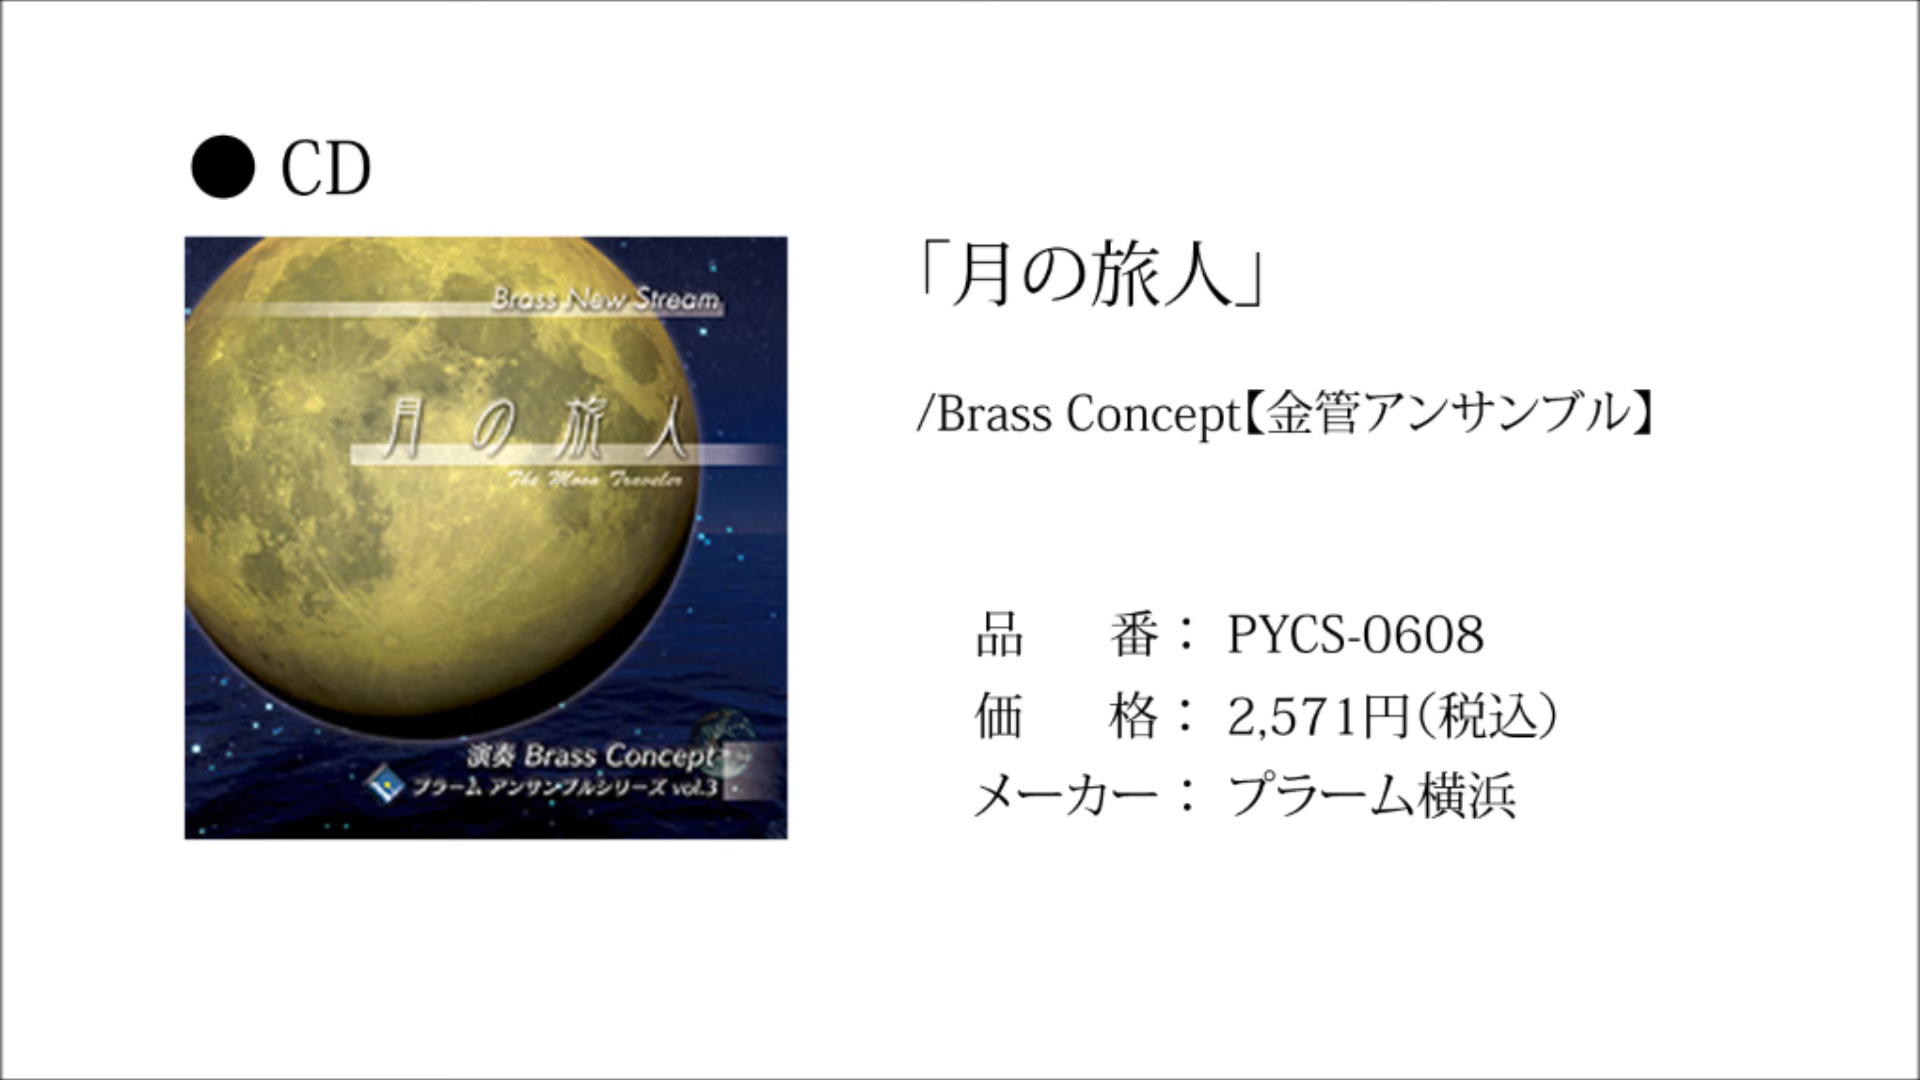 ● CD
Brass New Stream
月の旅人
The Moon Traveler
演奏 Brass Concept
ブラーム アンサンブルシリーズ vol.3
「月の旅人」
/Brass Concept【金管アンサンブル】
品　番： PYCS-0608
価　格： 2,571円（税込）
メーカー： プラーム横浜